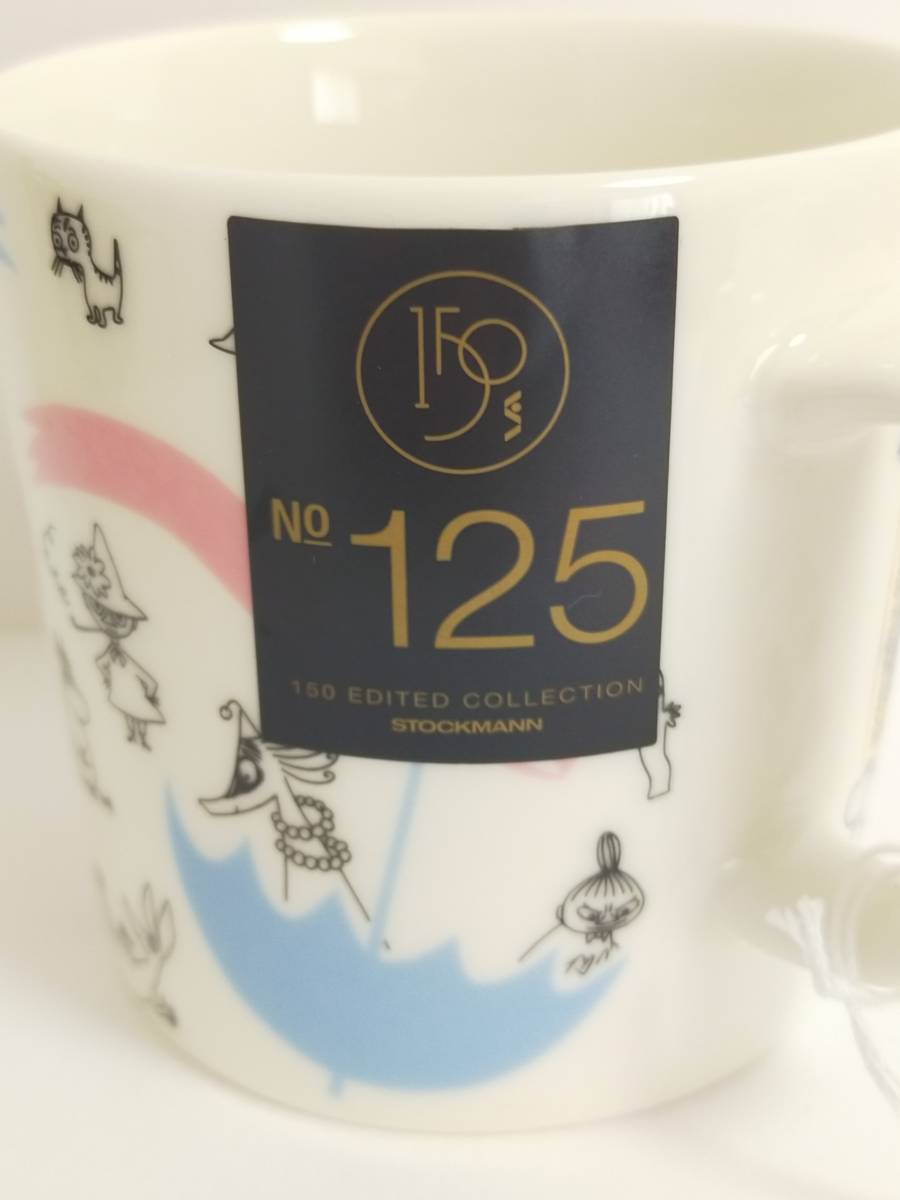 150
No 125
150 EDITED COLLECTION
STOCKMANN